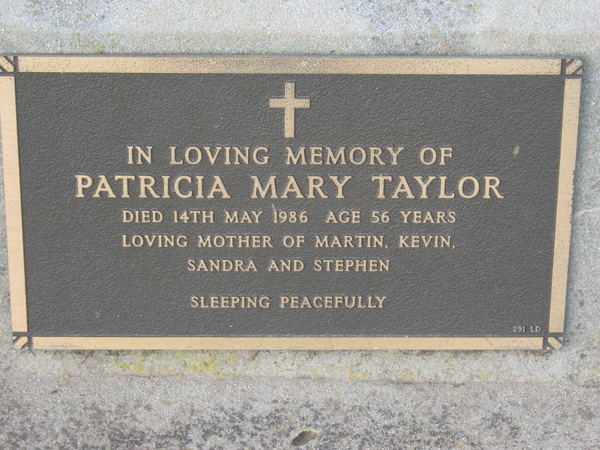 IN LOVING MEMORY OF
PATRICIA MARY TAYLOR
DIED 14TH MAY 1986 AGE 56 YEARS
LOVING MOTHER OF MARTIN, KEVIN,
SANDRA AND STEPHEN
SLEEPING PEACEFULLY
291 LD